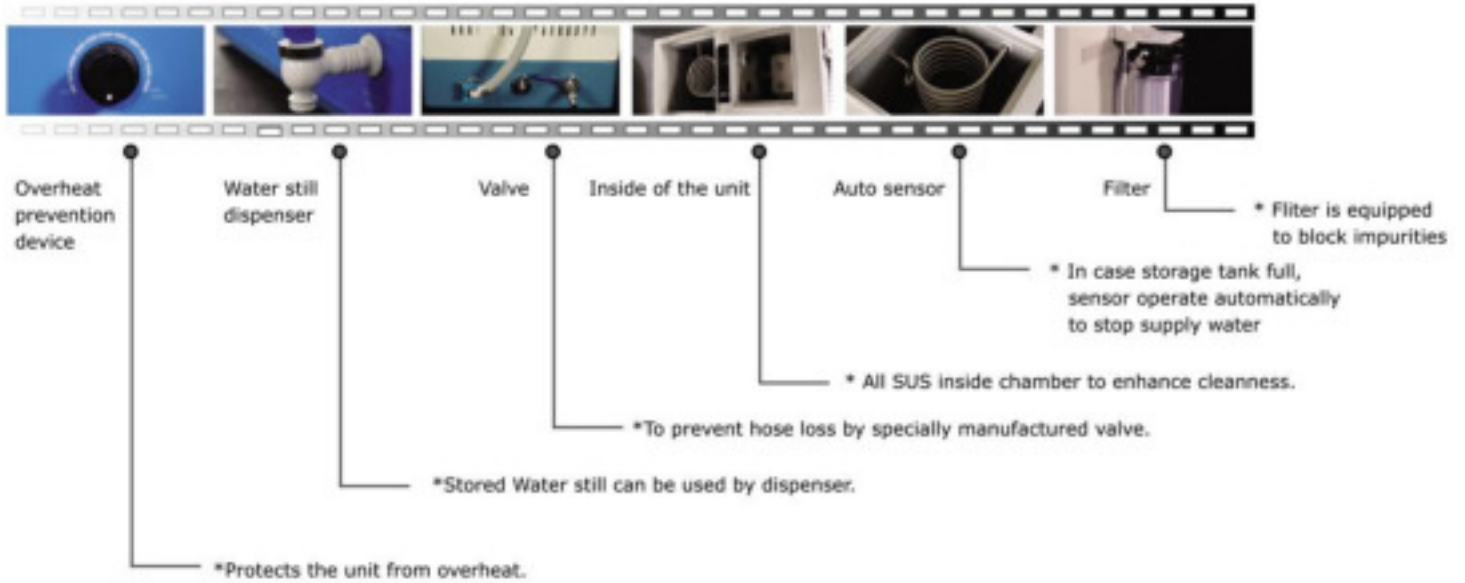 Overheat
prevention
device
Water still
dispenser
Valve
Inside of the unit
Auto sensor
Filter
* Fliter is equipped
to block impurities
* In case storage tank full,
sensor operate automatically
to stop supply water
* All SUS inside chamber to enhance cleanness.
*To prevent hose loss by specially manufactured valve.
*Stored Water still can be used by dispenser.
*Protects the unit from overheat.